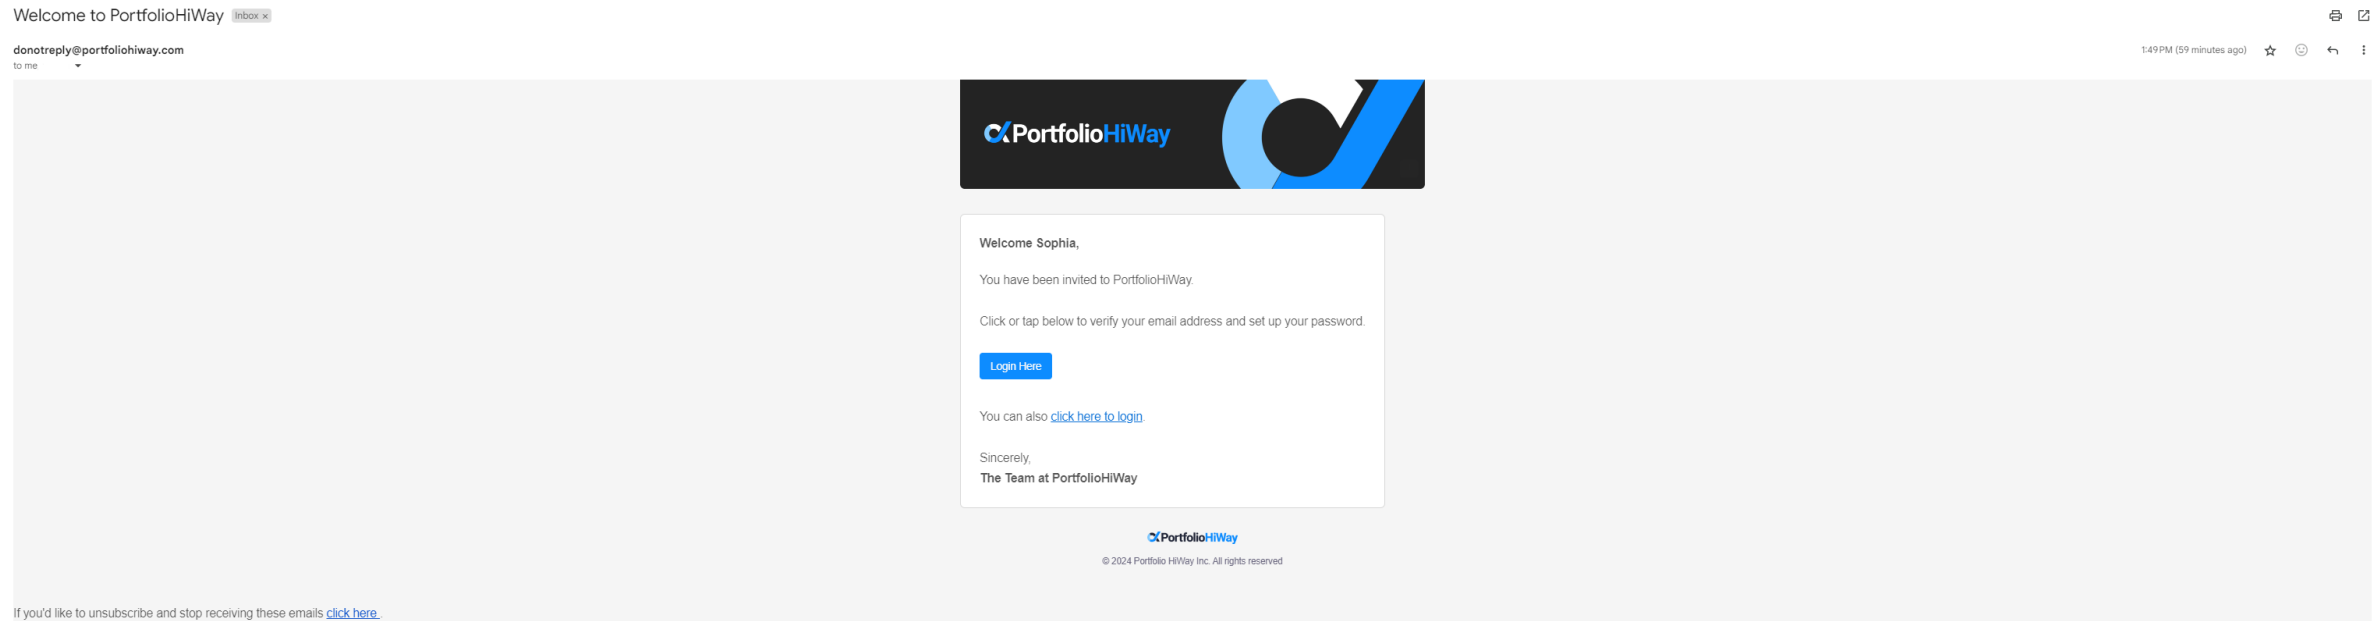 Welcome to PortfolioHiWay Inbox x
donotreply@portfoliohiway.com
1:49 PM (59 minutes ago)
to me
PortfolioHiWay
Welcome Sophia,
You have been invited to PortfolioHiWay.
Click or tap below to verify your email address and set up your password.
Login Here
You can also click here to login.
Sincerely,
The Team at PortfolioHiWay
PortfolioHiWay
© 2024 Portfolio HiWay Inc. All rights reserved
If you'd like to unsubscribe and stop receiving these emails click here .